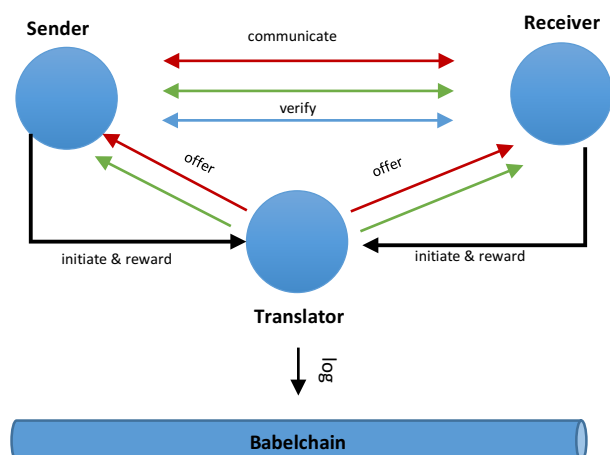 Sender
Receiver
communicate
verify
offer
offer
initiate & reward
initiate & reward
Translator
log
Babelchain